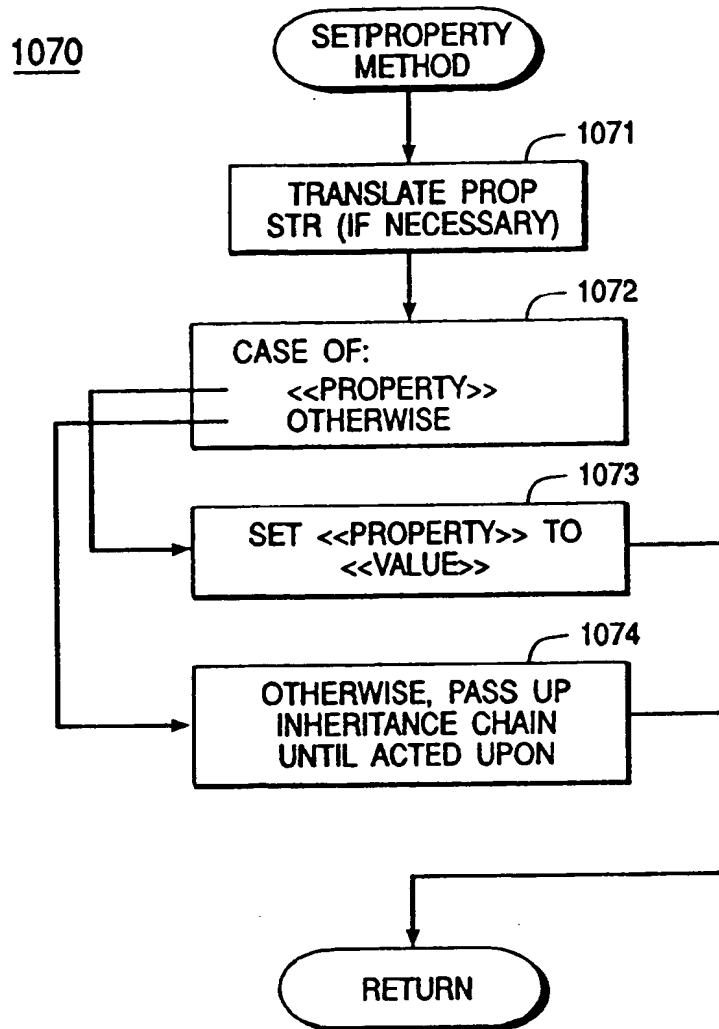 1070
SETPROPERTY
METHOD
1071
TRANSLATE PROP
STR (IF NECESSARY)
1072
CASE OF:
<<PROPERTY>>
OTHERWISE
1073
SET <<PROPERTY>> TO
<<VALUE>>
1074
OTHERWISE, PASS UP
INHERITANCE CHAIN
UNTIL ACTED UPON
RETURN